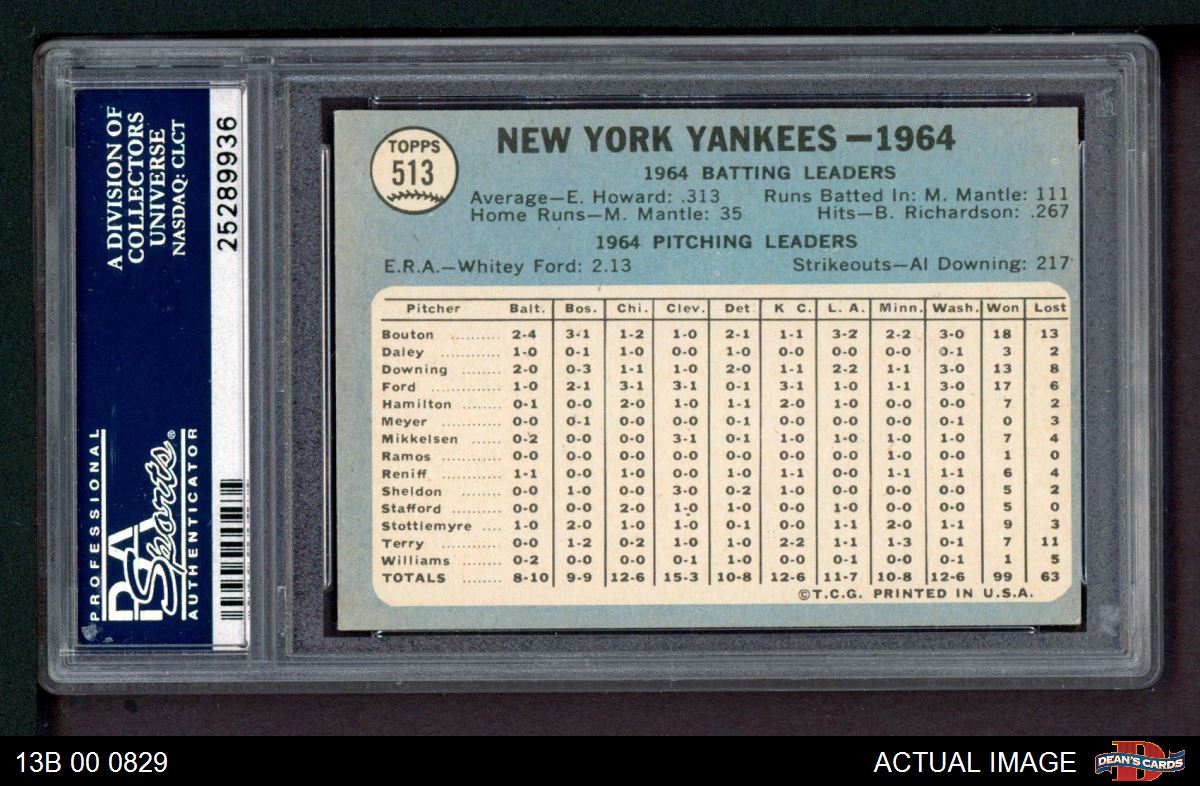 A DIVISION OF
COLLECTORS
UNIVERSE
NASDAQ: CLCT
25289936
PROFESSIONAL
PSA
Sports®
AUTHENTICATOR
TOPPS
513
NEW YORK YANKEES—1964
1964 BATTING LEADERS
Average—E. Howard: .313 Runs Batted In: M. Mantle: 111
Home Runs—M. Mantle: 35 Hits—B. Richardson: .267
1964 PITCHING LEADERS
E.R.A.—Whitey Ford: 2.13 Strikeouts—Al Downing: 217
Pitcher Balt. Bos. Chi. Clev. Det K C. L. A. Minn. Wash. Won Lost
Bouton ........ 2-4 3-1 1-2 1-0 2-1 1-1 3-2 2-2 3-0 18 13
Daley ........ 1-0 0-1 1-0 0-0 1-0 0-0 0-0 0-0 0-1 3 2
Downing ....... 2-0 0-3 1-1 1-0 2-0 1-1 2-2 1-1 3-0 13 8
Ford ........ 1-0 2-1 3-1 3-1 0-1 3-1 1-0 1-1 3-0 17 6
Hamilton ........ 0-1 0-0 2-0 1-0 1-1 2-0 1-0 0-0 0-0 7 2
Meyer ........ 0-0 0-1 0-0 0-0 0-1 0-0 0-0 0-0 0-1 0 3
Mikkelsen ...... 0-2 0-0 0-0 3-1 0-1 1-0 1-0 1-0 1-0 7 4
Ramos ........ 0-0 0-0 0-0 0-0 0-0 0-0 0-0 1-0 0-0 1 0
Reniff ........ 1-1 0-0 1-0 0-0 1-0 1-1 0-0 1-1 1-1 6 4
Sheldon ........ 0-0 1-0 0-0 3-0 0-2 1-0 0-0 0-0 0-0 5 2
Stafford ........ 0-0 0-0 2-0 1-0 1-0 0-0 1-0 0-0 0-0 5 0
Stottlemyre .... 1-0 2-0 1-0 1-0 0-1 0-0 1-1 2-0 1-1 9 3
Terry ........ 0-0 1-2 0-2 1-0 1-0 2-2 1-1 1-3 0-1 7 11
Williams ........ 0-2 0-0 0-0 0-1 1-0 0-0 0-1 0-0 0-1 1 5
TOTALS ....... 8-10 9-9 12-6 15-3 10-8 12-6 11-7 10-8 12-6 99 63
©T.C.G. PRINTED IN U.S.A.
13B 00 0829
ACTUAL IMAGE
D
DEAN'S CARDS